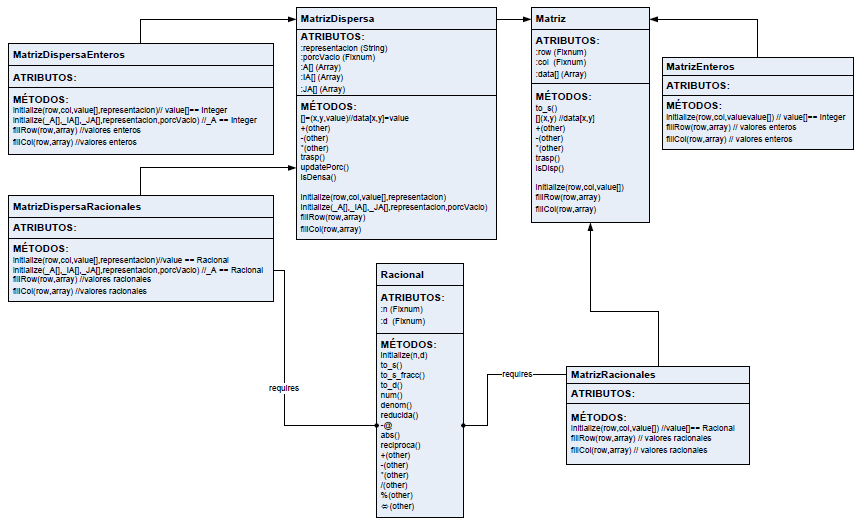 MatrizDispersaEnteros
ATRIBUTOS:
MÉTODOS:
initialize(row,col,value[],representacion)// value[]== Integer
initialize(_A[],_IA[],_JA[],representacion,porcVacio) //_A == Integer
fillRow(row,array) //valores enteros
fillCol(row,array) //valores enteros
MatrizDispersa
ATRIBUTOS:
:representacion (String)
:porcVacio (Fixnum)
:A[] (Array)
:IA[] (Array)
:JA[] (Array)
MÉTODOS:
[]=(x,y,value)//data[x,y]=value
+(other)
-(other)
*(other)
trasp()
updatePorc()
isDensa()
initialize(row,col,value[],representacion)
initialize(_A[],_IA[],_JA[],representacion,porcVacio)
fillRow(row,array)
fillCol(row,array)
Matriz
ATRIBUTOS:
:row (Fixnum)
:col (Fixnum)
:data[] (Array)
MÉTODOS:
to_s()
[](x,y) //data[x,y]
+(other)
-(other)
*(other)
trasp()
isDisp()
initialize(row,col,value[])
fillRow(row,array)
fillCol(row,array)
MatrizEnteros
ATRIBUTOS:
MÉTODOS:
initialize(row,col,valuevalue[]) // value[]== Integer
fillRow(row,array) // valores enteros
fillCol(row,array) // valores enteros
MatrizDispersaRacionales
ATRIBUTOS:
MÉTODOS:
initialize(row,col,value[],representacion)//value == Racional
initialize(_A[],_IA[],_JA[],representacion,porcVacio) //_A == Racional
fillRow(row,array) //valores racionales
fillCol(row,array) //valores racionales
requires
Racional
ATRIBUTOS:
:n (Fixnum)
:d (Fixnum)
MÉTODOS:
initialize(n,d)
to_s()
to_s_fracc()
to_d()
num()
denom()
reducida()
-@
abs()
reciproca()
+(other)
-(other)
*(other)
/(other)
%(other)
⇔(other)
requires
MatrizRacionales
ATRIBUTOS:
MÉTODOS:
initialize(row,col,value[]) //value[]== Racional
fillRow(row,array) // valores racionales
fillCol(row,array) // valores racionales